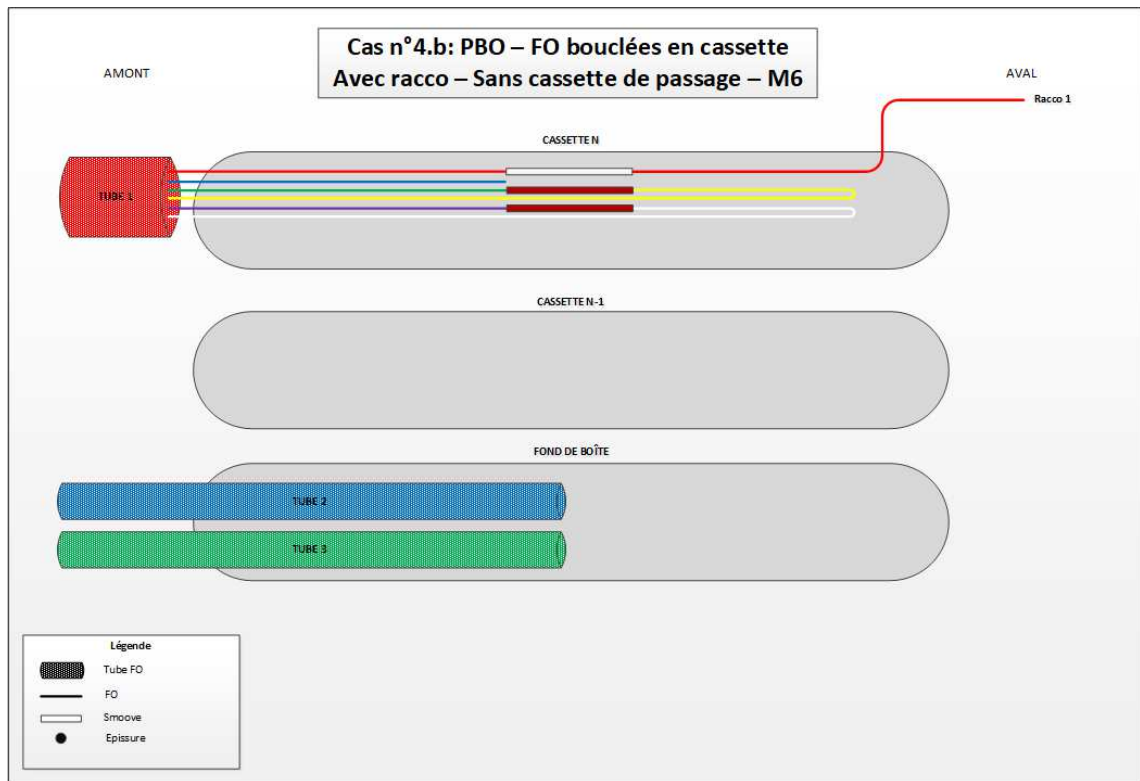 Cas n°4.b: PBO – FO bouclées en cassette
Avec racco – Sans cassette de passage – M6
AMONT
AVAL
Racco 1
CASSETTE N
TUBE 1
CASSETTE N-1
FOND DE BOÎTE
TUBE 2
TUBE 3
Légende
Tube FO
FO
Smoove
Epissure